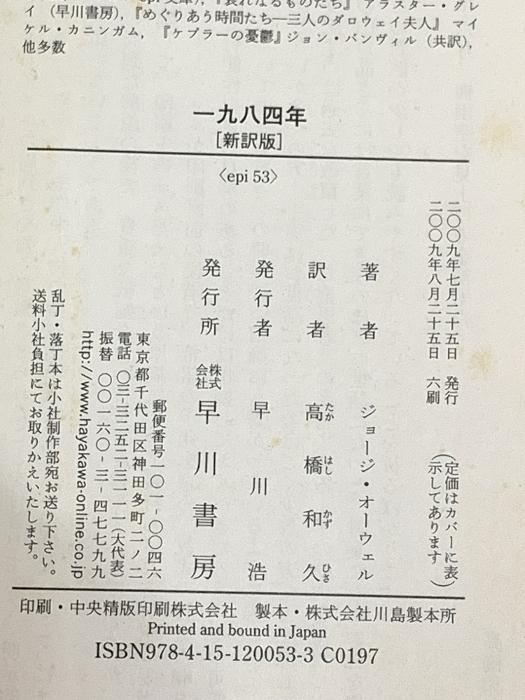 イ（早川書房），『めぐりあう時間たち―三人のダロウェイ夫人』マイ
ケル・カニンガム，『ケプラーの憂鬱』ジョン・バンヴィル（共訳），
他多数
一九八四年
［新訳版］
〈epi 53〉
二〇〇九年七月二十五日　発行
二〇〇九年八月二十五日　六刷
（定価はカバーに表
示してあります）
著者　ジョージ・オーウェル
訳者　高橋和久
たか　はし　かず　ひさ
発行者　早川　浩
発行所　株式会社　早川書房
郵便番号一〇一‐〇〇四六
東京都千代田区神田多町二ノ二
電話　〇三‐三二五二‐三一一一（大代表）
振替　〇〇一六〇‐三‐四七七九九
http://www.hayakawa-online.co.jp
乱丁・落丁本は小社制作部宛お送り下さい。
送料小社負担にてお取りかえいたします。
印刷・中央精版印刷株式会社　製本・株式会社川島製本所
Printed and bound in Japan
ISBN978-4-15-120053-3 C0197